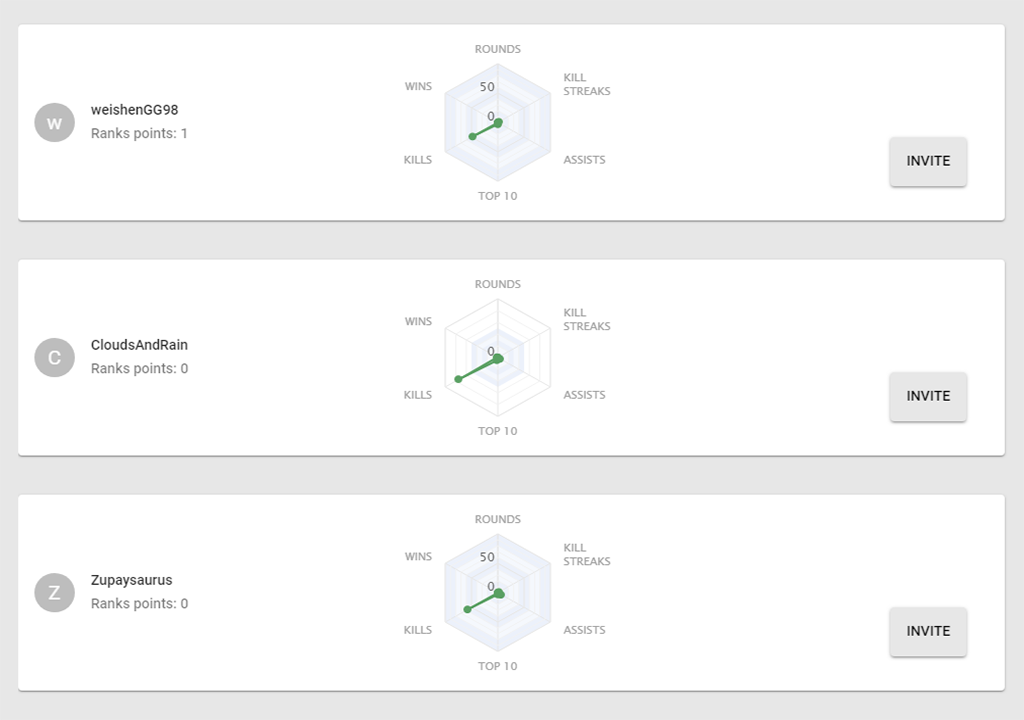 ROUNDS
WINS
KILL
STREAKS
50
0
w
weishenGG98
Ranks points: 1
KILLS
ASSISTS
TOP 10
INVITE
ROUNDS
WINS
KILL
STREAKS
0
C
CloudsAndRain
Ranks points: 0
KILLS
ASSISTS
TOP 10
INVITE
ROUNDS
WINS
KILL
STREAKS
50
0
Z
Zupaysaurus
Ranks points: 0
KILLS
ASSISTS
TOP 10
INVITE